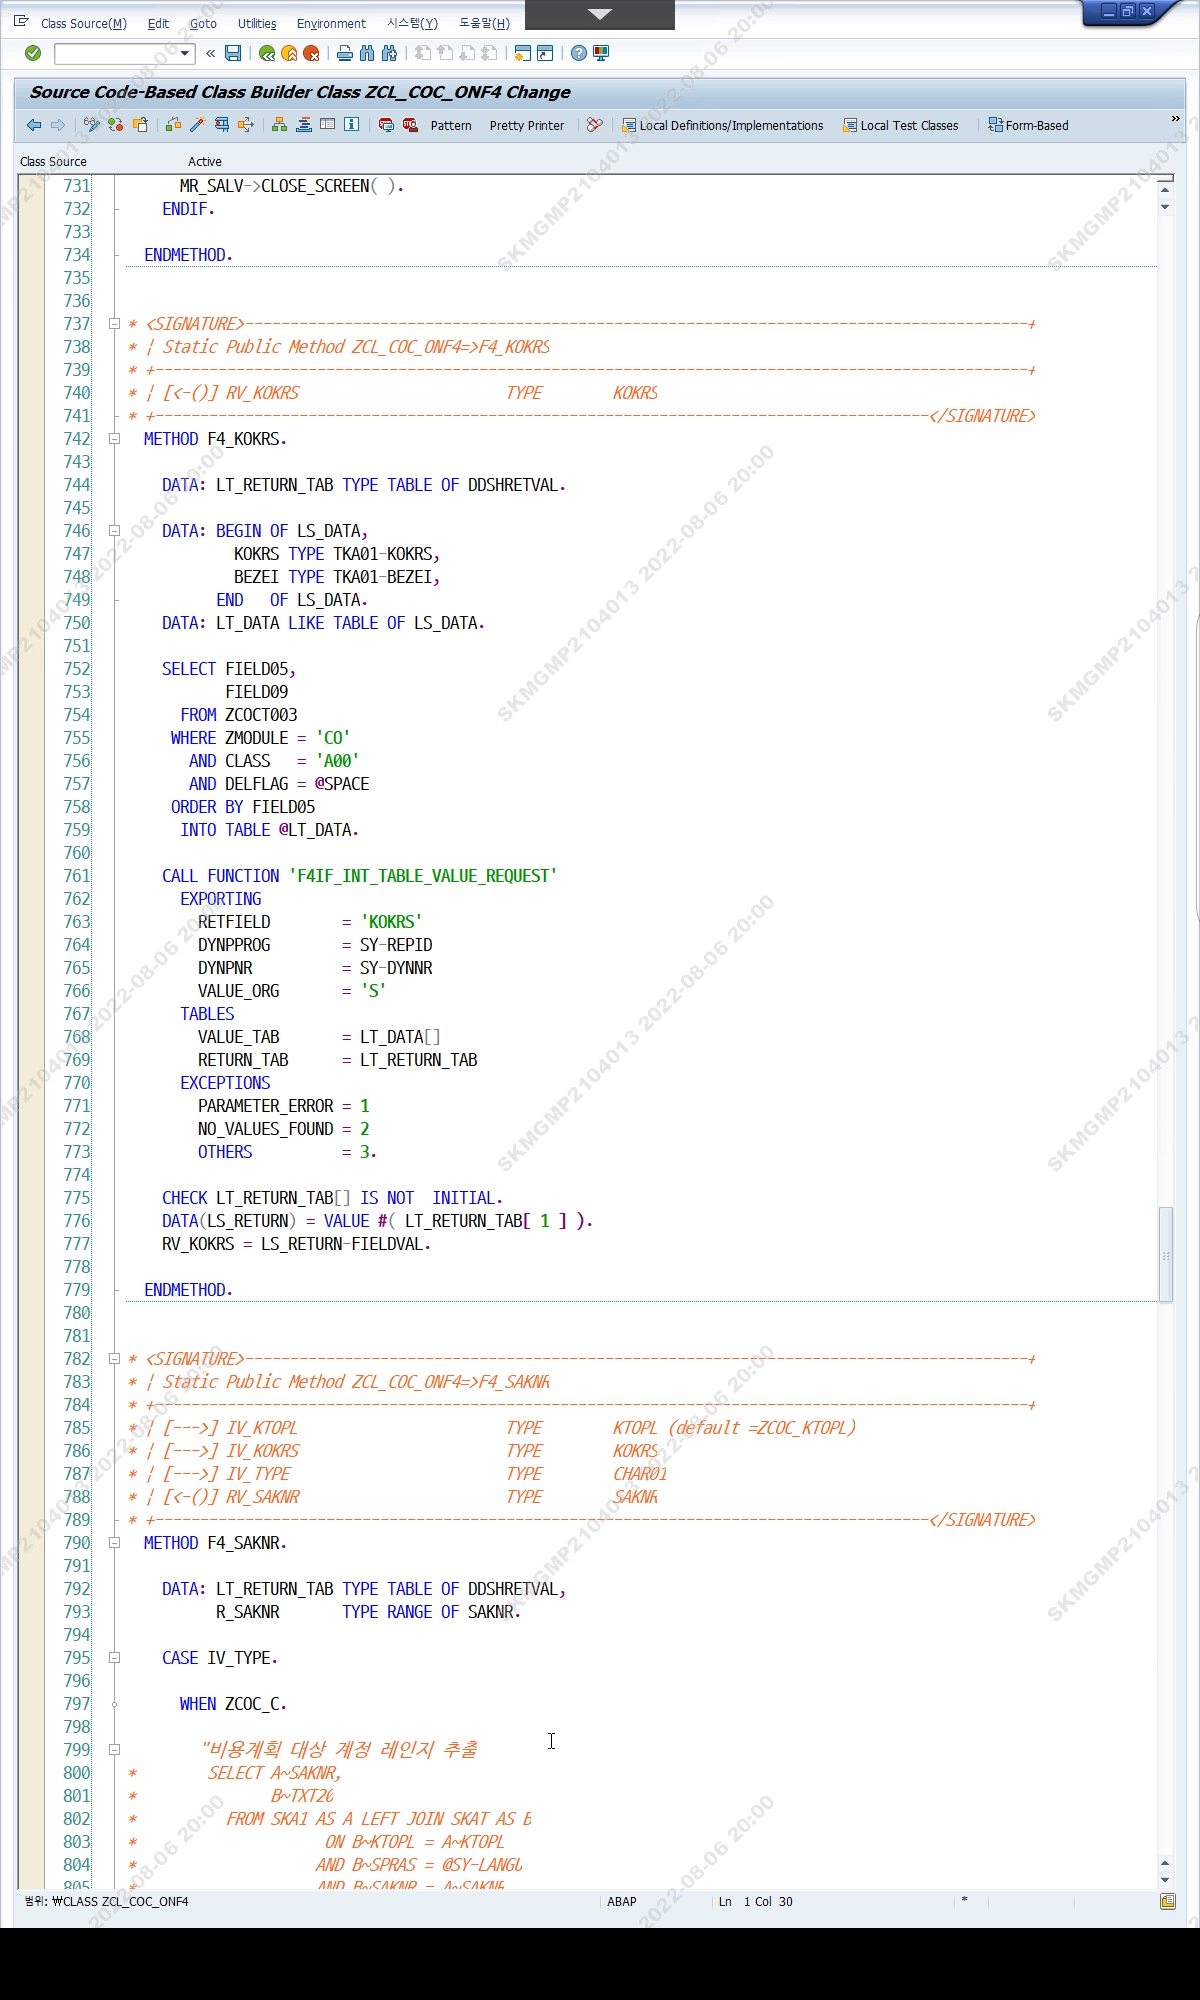 Class Source(M) Edit Goto Utilities Environment 시스템(Y) 도움말(H)
Source Code-Based Class Builder Class ZCL_COC_ONF4 Change
Pattern Pretty Printer Local Definitions/Implementations Local Test Classes Form-Based »
Class Source Active
731 MR_SALV->CLOSE_SCREEN( ).
732 ENDIF.
733
734 ENDMETHOD.
735
736
737 * <SIGNATURE>---------------------------------------------------------------------------------------+
738 * | Static Public Method ZCL_COC_ONF4=>F4_KOKRS
739 * +-------------------------------------------------------------------------------------------------+
740 * | [<-()] RV_KOKRS TYPE KOKRS
741 * +--------------------------------------------------------------------------------------</SIGNATURE>
742 METHOD F4_KOKRS.
743
744 DATA: LT_RETURN_TAB TYPE TABLE OF DDSHRETVAL.
745
746 DATA: BEGIN OF LS_DATA,
747 KOKRS TYPE TKA01-KOKRS,
748 BEZEI TYPE TKA01-BEZEI,
749 END OF LS_DATA.
750 DATA: LT_DATA LIKE TABLE OF LS_DATA.
751
752 SELECT FIELD05,
753 FIELD09
754 FROM ZCOCT003
755 WHERE ZMODULE = 'CO'
756 AND CLASS = 'A00'
757 AND DELFLAG = @SPACE
758 ORDER BY FIELD05
759 INTO TABLE @LT_DATA.
760
761 CALL FUNCTION 'F4IF_INT_TABLE_VALUE_REQUEST'
762 EXPORTING
763 RETFIELD = 'KOKRS'
764 DYNPPROG = SY-REPID
765 DYNPNR = SY-DYNNR
766 VALUE_ORG = 'S'
767 TABLES
768 VALUE_TAB = LT_DATA[]
769 RETURN_TAB = LT_RETURN_TAB
770 EXCEPTIONS
771 PARAMETER_ERROR = 1
772 NO_VALUES_FOUND = 2
773 OTHERS = 3.
774
775 CHECK LT_RETURN_TAB[] IS NOT INITIAL.
776 DATA(LS_RETURN) = VALUE #( LT_RETURN_TAB[ 1 ] ).
777 RV_KOKRS = LS_RETURN-FIELDVAL.
778
779 ENDMETHOD.
780
781
782 * <SIGNATURE>---------------------------------------------------------------------------------------+
783 * | Static Public Method ZCL_COC_ONF4=>F4_SAKNR
784 * +-------------------------------------------------------------------------------------------------+
785 * | [--->] IV_KTOPL TYPE KTOPL (default =ZCOC_KTOPL)
786 * | [--->] IV_KOKRS TYPE KOKRS
787 * | [--->] IV_TYPE TYPE CHAR01
788 * | [<-()] RV_SAKNR TYPE SAKNR
789 * +--------------------------------------------------------------------------------------</SIGNATURE>
790 METHOD F4_SAKNR.
791
792 DATA: LT_RETURN_TAB TYPE TABLE OF DDSHRETVAL,
793 R_SAKNR TYPE RANGE OF SAKNR.
794
795 CASE IV_TYPE.
796
797 WHEN ZCOC_C.
798
799 "비용계획 대상 계정 레인지 추출
800 * SELECT A~SAKNR,
801 * B~TXT20
802 * FROM SKA1 AS A LEFT JOIN SKAT AS B
803 * ON B~KTOPL = A~KTOPL
804 * AND B~SPRAS = @SY-LANGU
805 * AND B~SAKNR = A~SAKNR
범위: ₩CLASS ZCL_COC_ONF4 ABAP Ln 1 Col 30 *
SKMGMP2104013 2022-08-06 20:00